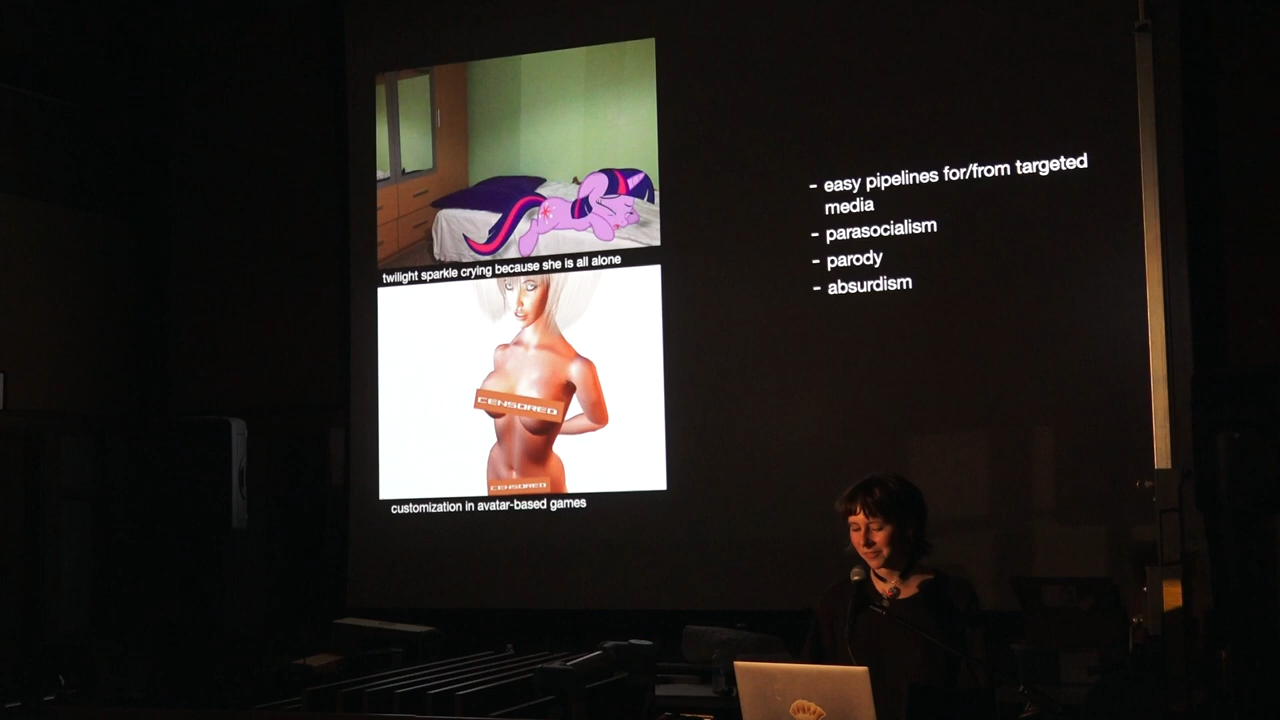 twilight sparkle crying because she is all alone
CENSORED
CENSORED
customization in avatar-based games
- easy pipelines for/from targeted
media
- parasocialism
- parody
- absurdism